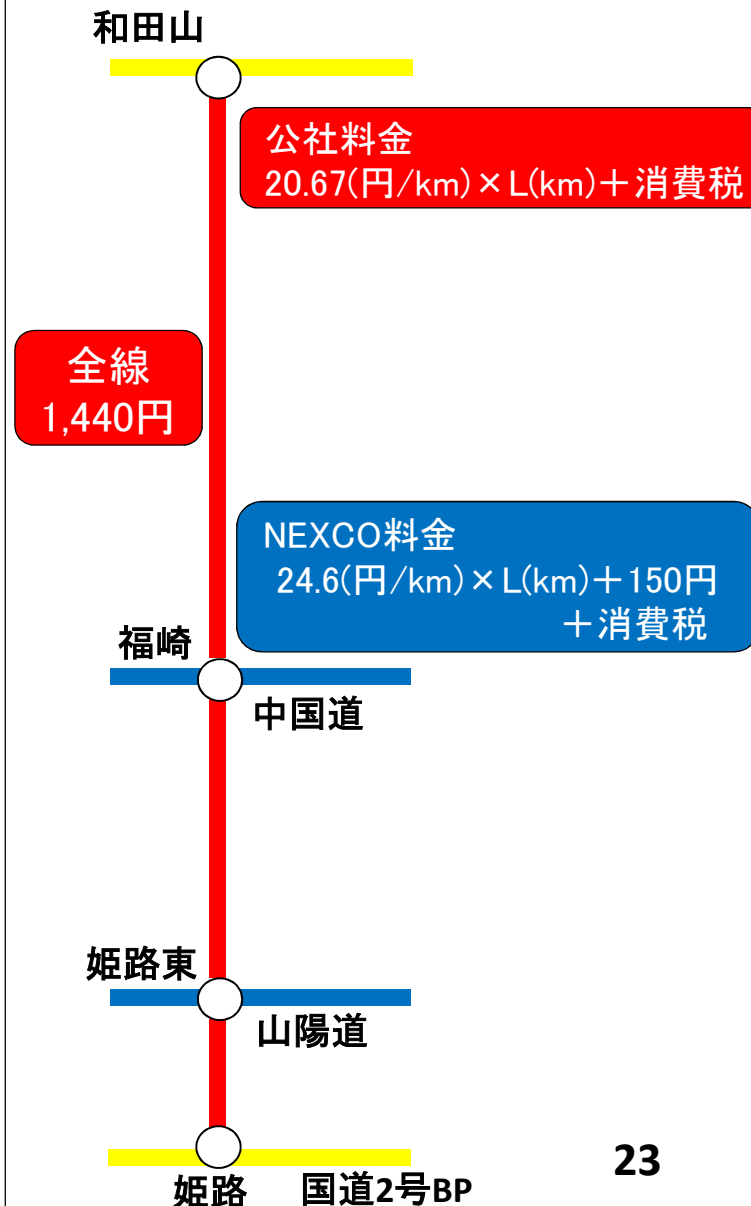 和田山
公社料金
20.67(円/km)×L(km)＋消費税
全線
1,440円
NEXCO料金
24.6(円/km)×L(km)＋150円
＋消費税
福崎
中国道
姫路東
山陽道
姫路
国道2号BP
23